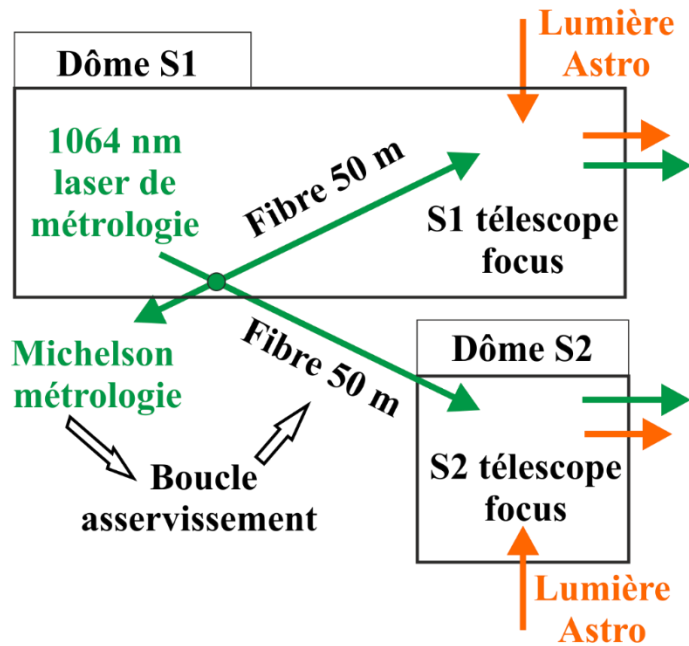 Dôme S1
Lumière
Astro
1064 nm
laser de
métrologie
Fibre 50 m
S1 télescope
focus
Michelson
métrologie
Fibre 50 m
Dôme S2
S2 télescope
focus
Boucle
asservissement
Lumière
Astro